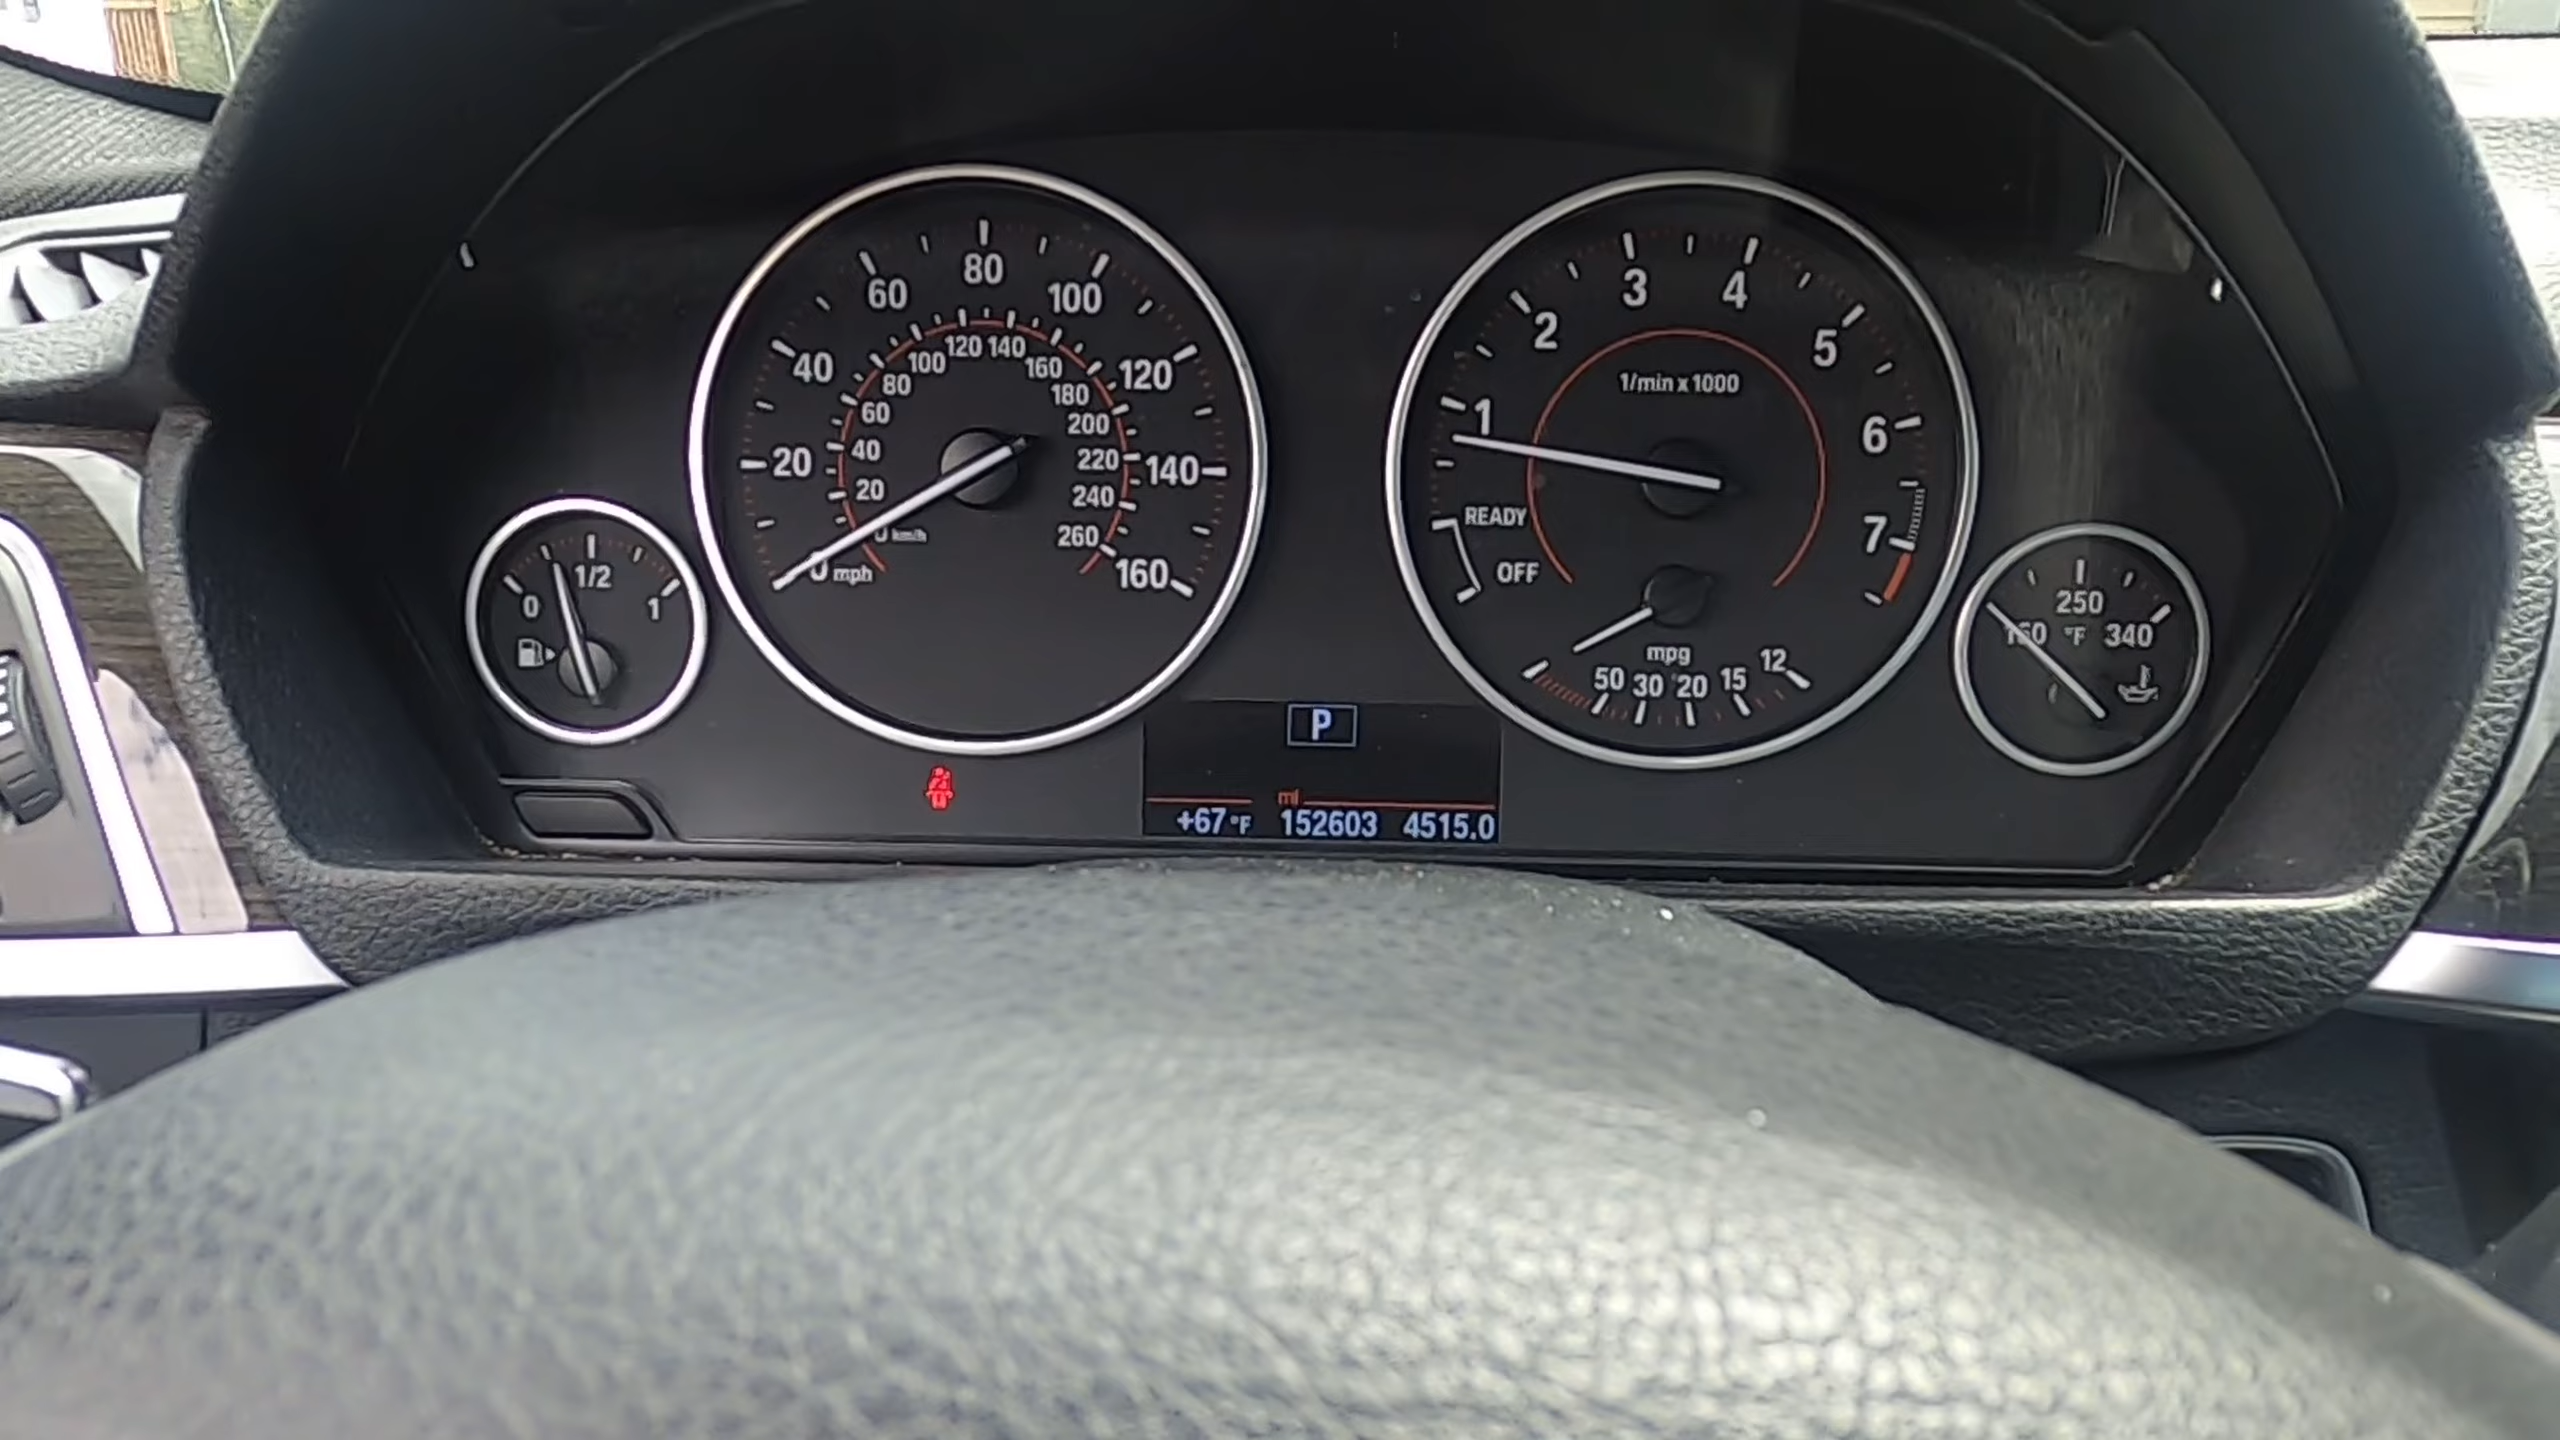 20 40 60 80 100 120 140 160
20 40 60 80 100 120 140 160 180 200 220 240 260
0 km/h
0 mph
1 2 3 4 5 6 7
1/min x 1000
READY
OFF
mpg
50 30 20 15 12
0 1/2 1
160 250 340
°F
P
mi
+67 °F 152603 4515.0